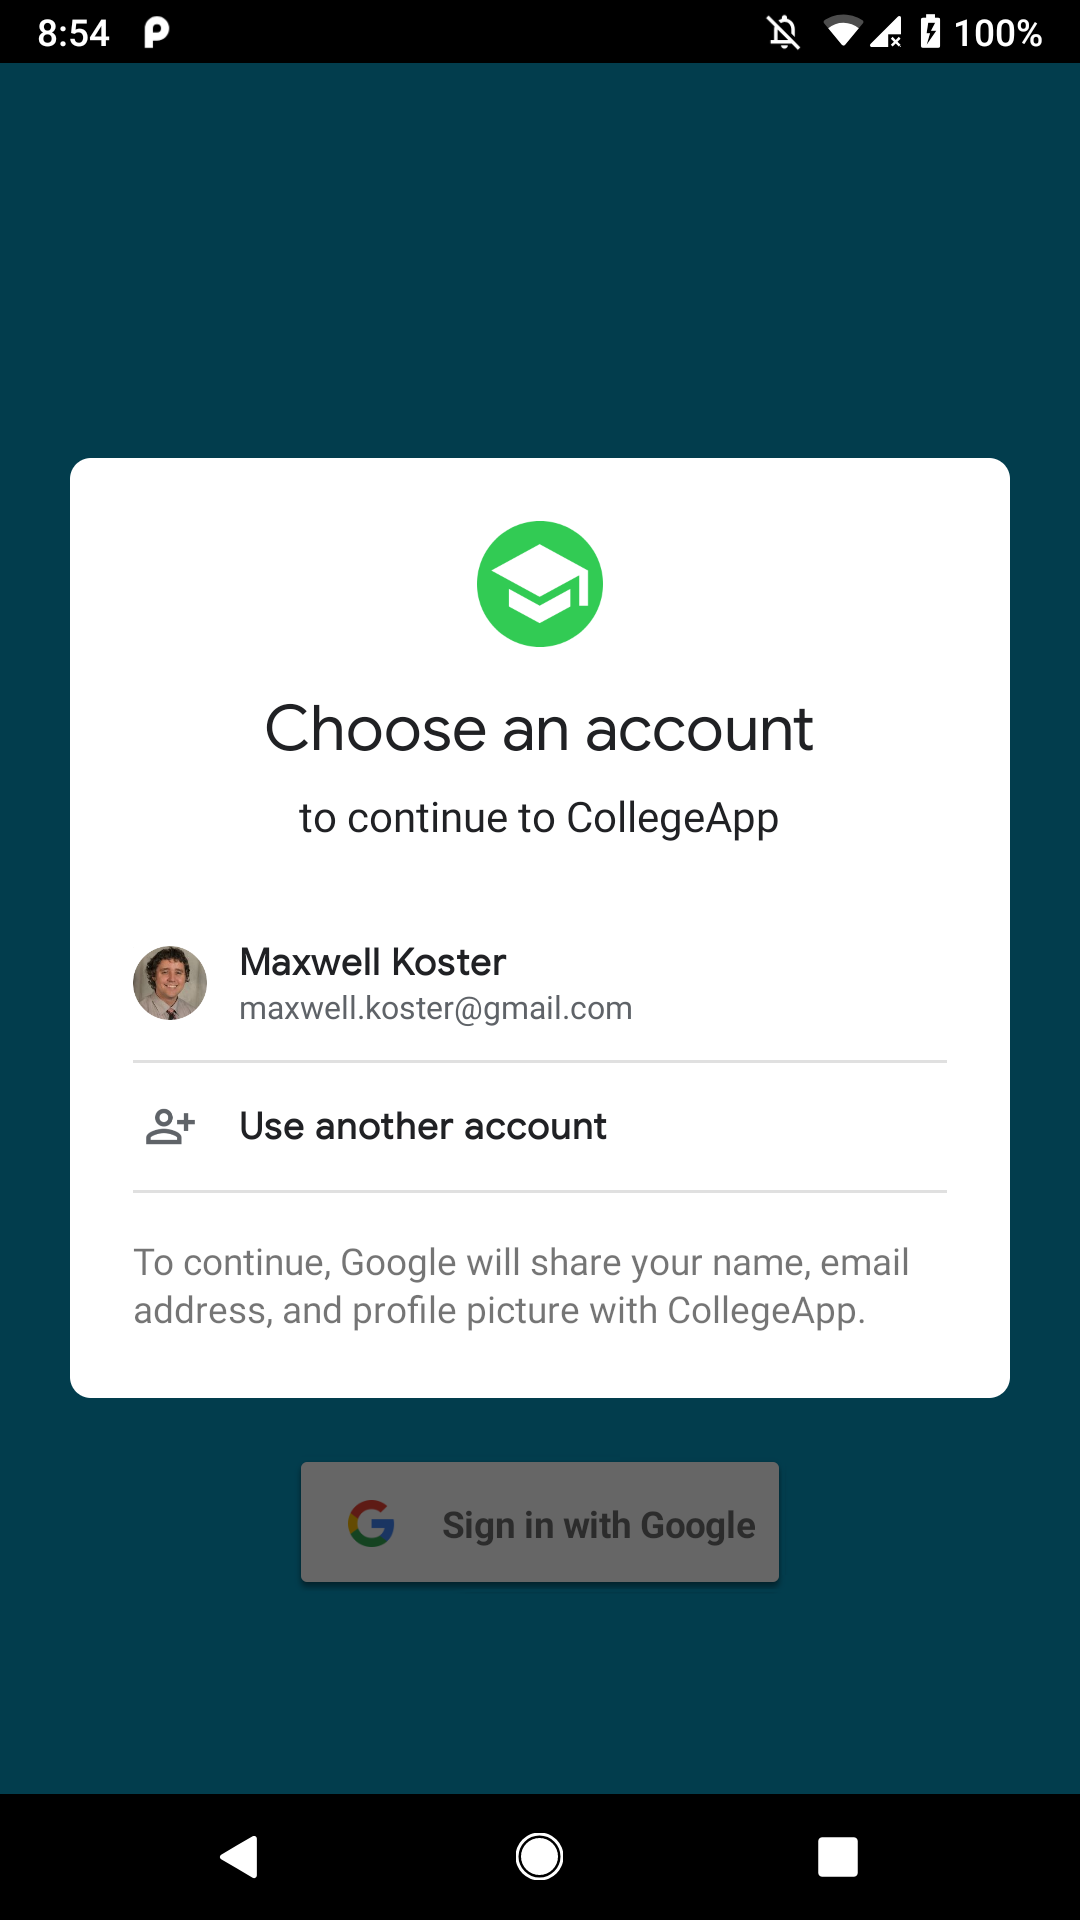 8:54 100%
Choose an account
to continue to CollegeApp
Maxwell Koster
maxwell.koster@gmail.com
Use another account
To continue, Google will share your name, email
address, and profile picture with CollegeApp.
Sign in with Google